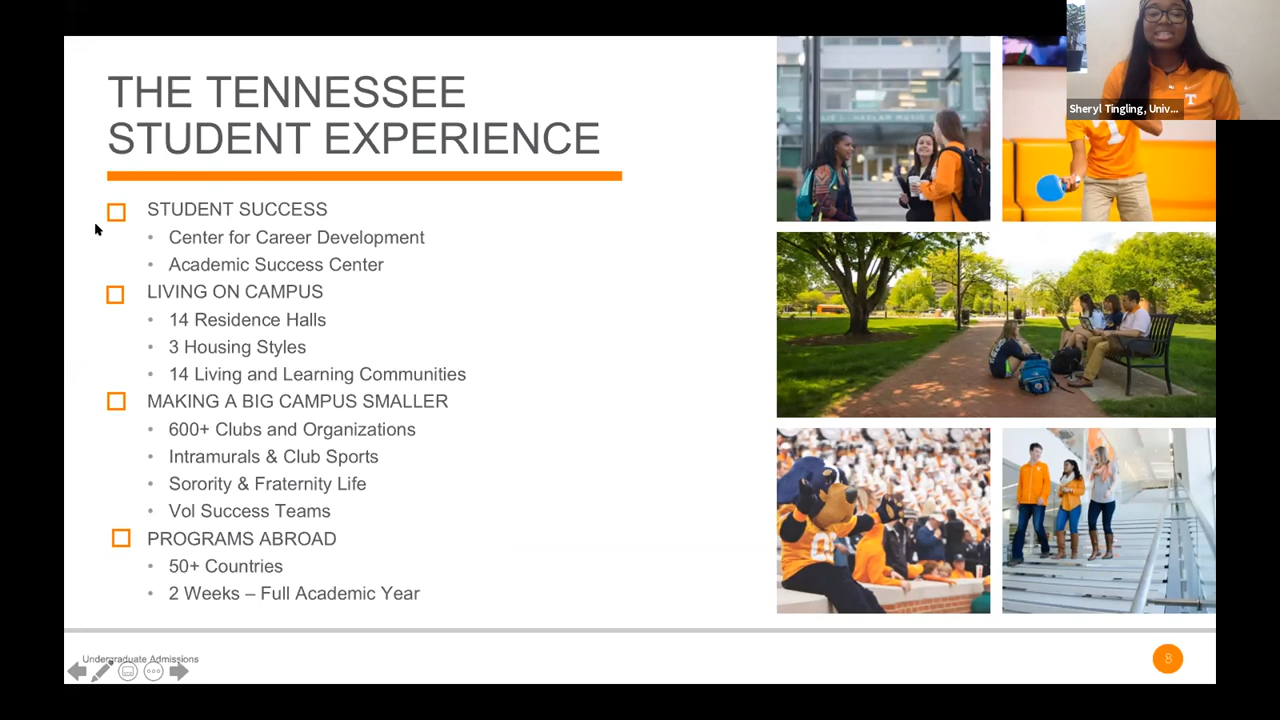 THE TENNESSEE
STUDENT EXPERIENCE
STUDENT SUCCESS
• Center for Career Development
• Academic Success Center
LIVING ON CAMPUS
• 14 Residence Halls
• 3 Housing Styles
• 14 Living and Learning Communities
MAKING A BIG CAMPUS SMALLER
• 600+ Clubs and Organizations
• Intramurals & Club Sports
• Sorority & Fraternity Life
• Vol Success Teams
PROGRAMS ABROAD
• 50+ Countries
• 2 Weeks – Full Academic Year
Undergraduate Admissions
8
Sheryl Tingling, Univ...
T